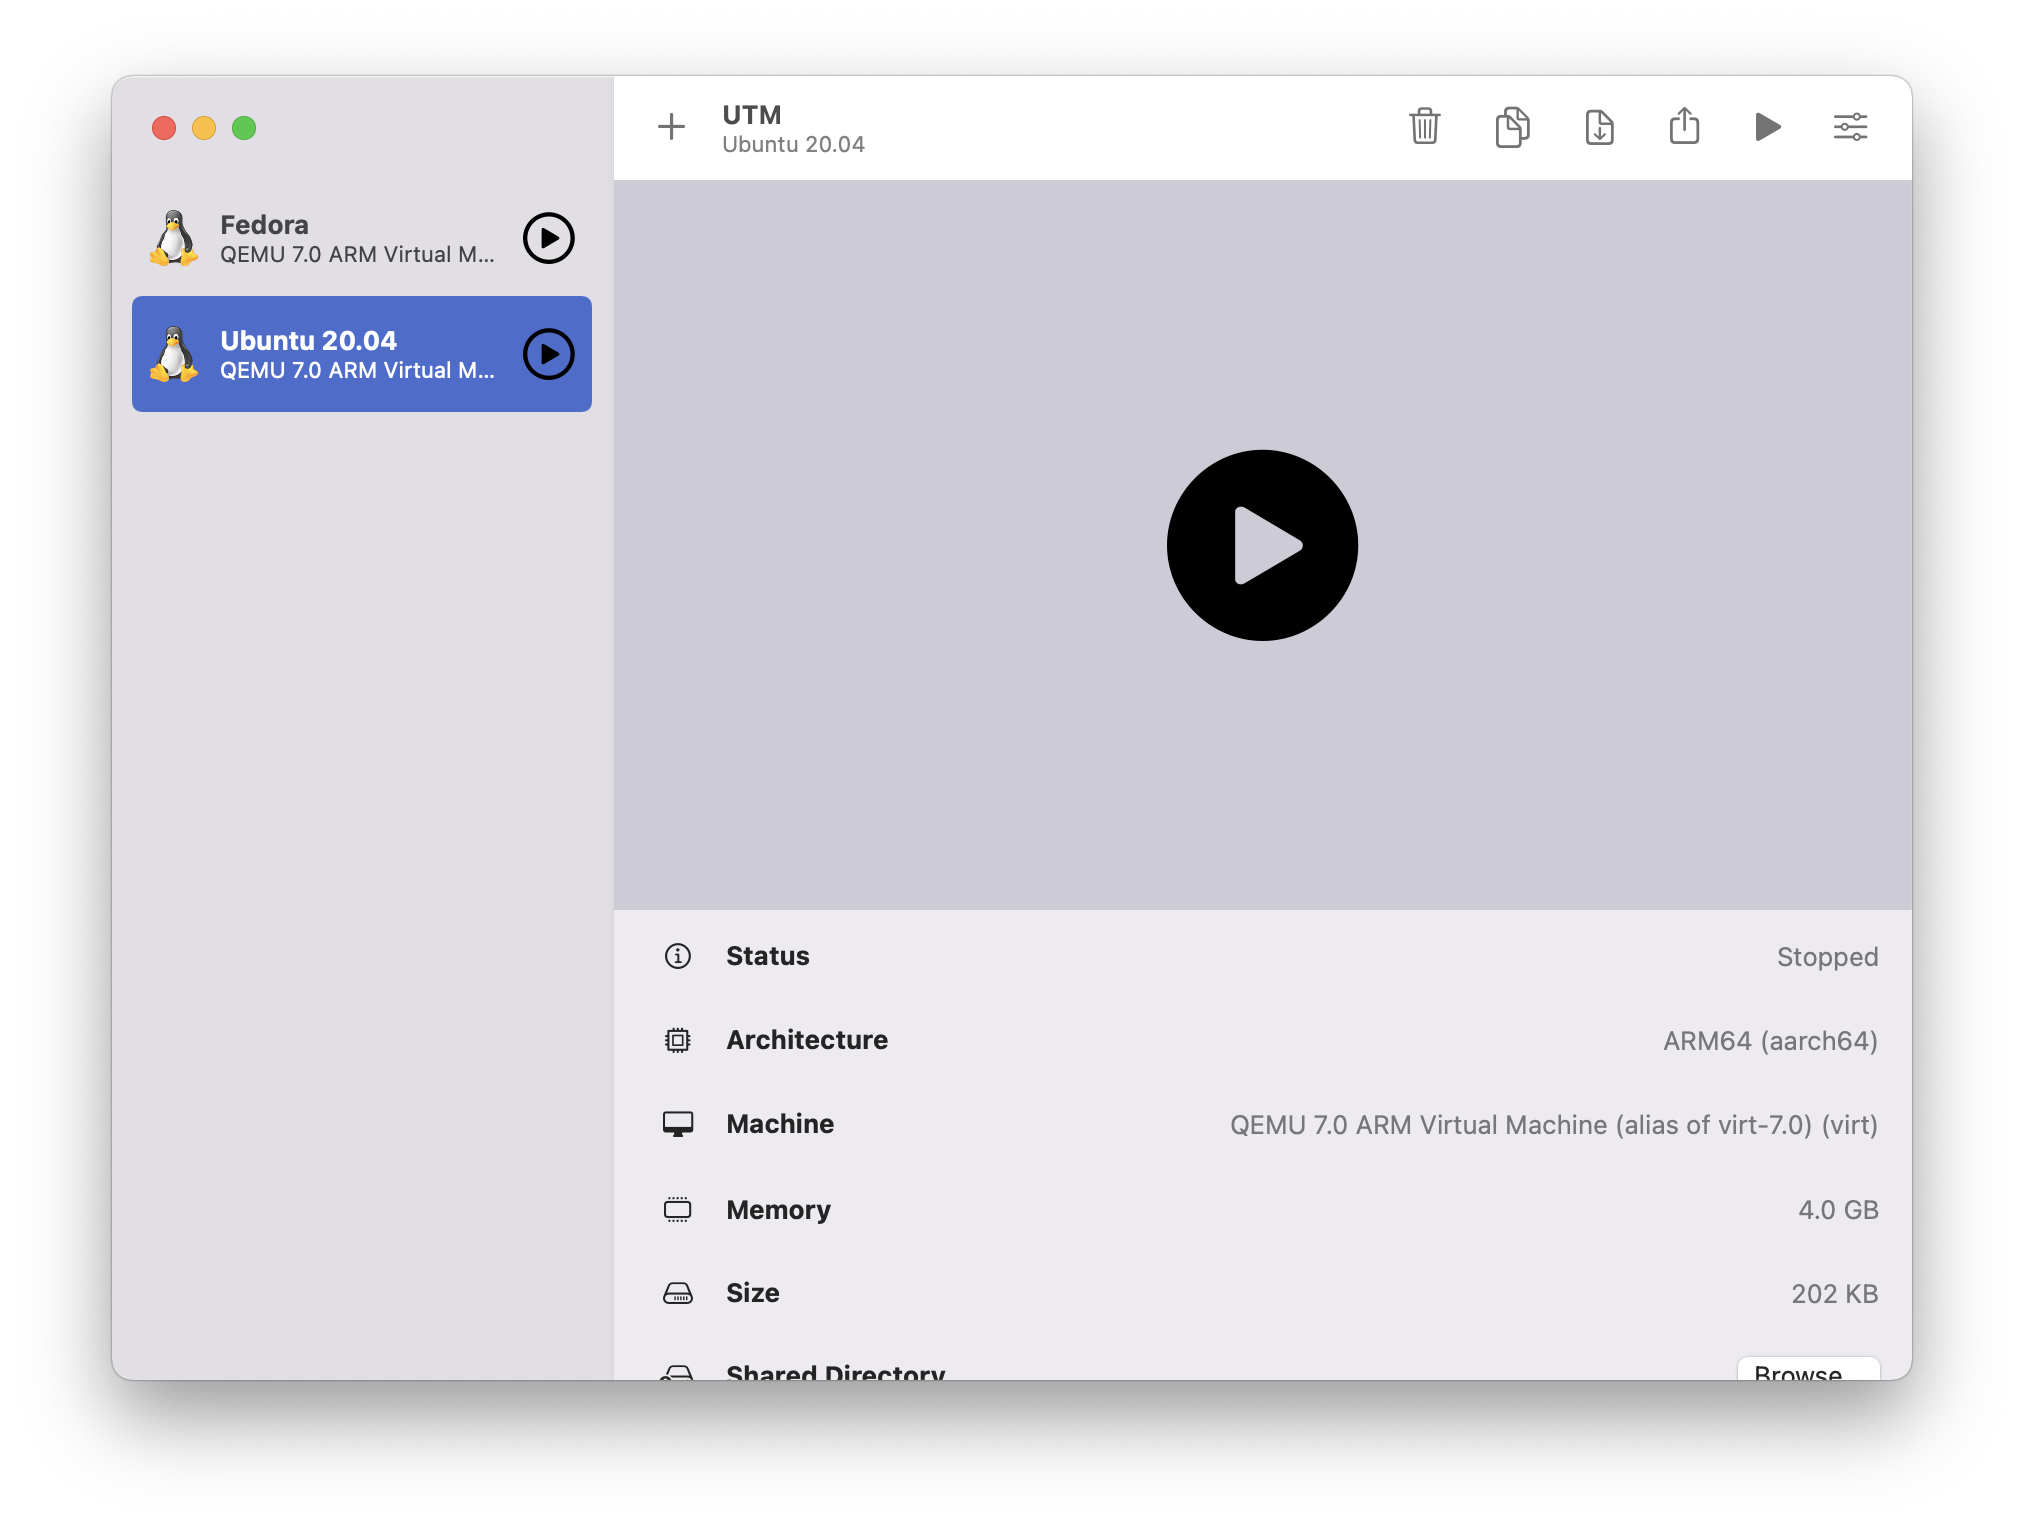 UTM
Ubuntu 20.04
Fedora
QEMU 7.0 ARM Virtual M...
Ubuntu 20.04
QEMU 7.0 ARM Virtual M...
Status Stopped
Architecture ARM64 (aarch64)
Machine QEMU 7.0 ARM Virtual Machine (alias of virt-7.0) (virt)
Memory 4.0 GB
Size 202 KB
Shared Directory Browse...